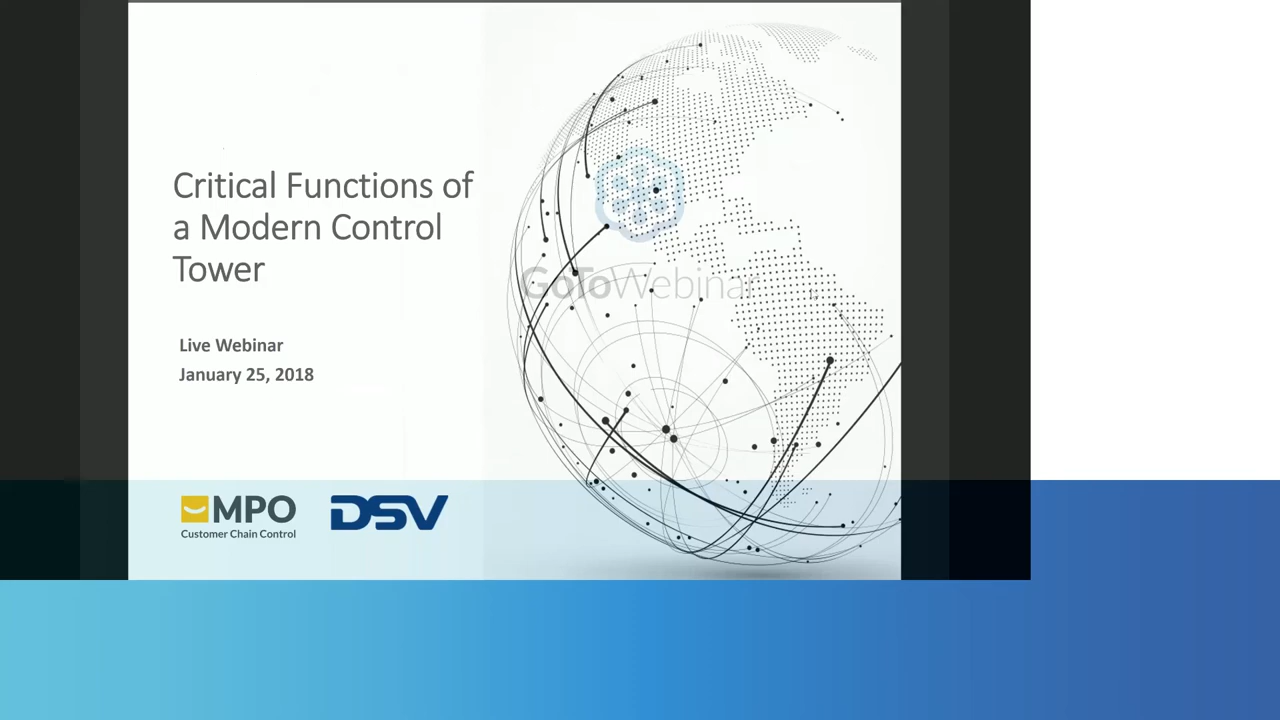 Critical Functions of
a Modern Control
Tower
GoToWebinar
Live Webinar
January 25, 2018
MPO
Customer Chain Control
DSV